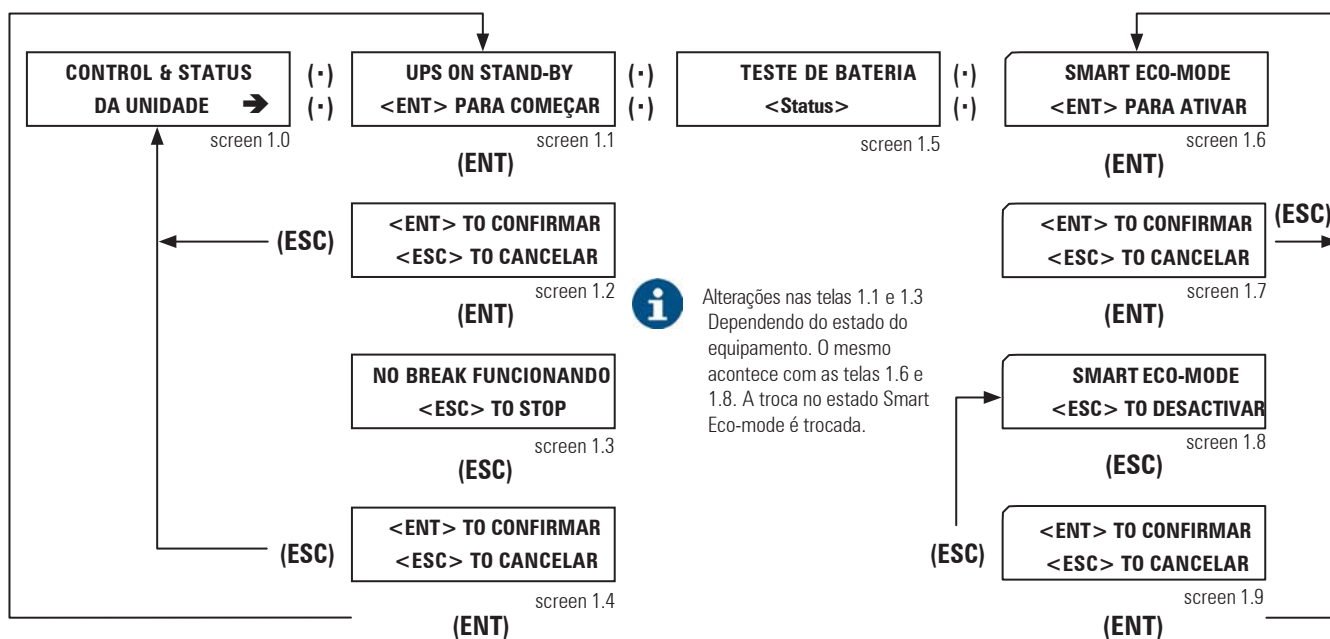 CONTROL & STATUS
DA UNIDADE ➔
screen 1.0
(·)
(·)
UPS ON STAND-BY
<ENT> PARA COMEÇAR
screen 1.1
(·)
(·)
TESTE DE BATERIA
<Status>
screen 1.5
(·)
(·)
SMART ECO-MODE
<ENT> PARA ATIVAR
screen 1.6
(ENT)
(ENT)
(ESC)
<ENT> TO CONFIRMAR
<ESC> TO CANCELAR
screen 1.2
(ENT)
Alterações nas telas 1.1 e 1.3
Dependendo do estado do
equipamento. O mesmo
acontece com as telas 1.6 e
1.8. A troca no estado Smart
Eco-mode é trocada.
<ENT> TO CONFIRMAR
<ESC> TO CANCELAR
(ESC)
screen 1.7
(ENT)
NO BREAK FUNCIONANDO
<ESC> TO STOP
screen 1.3
(ESC)
SMART ECO-MODE
<ESC> TO DESACTIVAR
screen 1.8
(ESC)
(ESC)
<ENT> TO CONFIRMAR
<ESC> TO CANCELAR
screen 1.4
(ENT)
(ESC)
<ENT> TO CONFIRMAR
<ESC> TO CANCELAR
screen 1.9
(ENT)